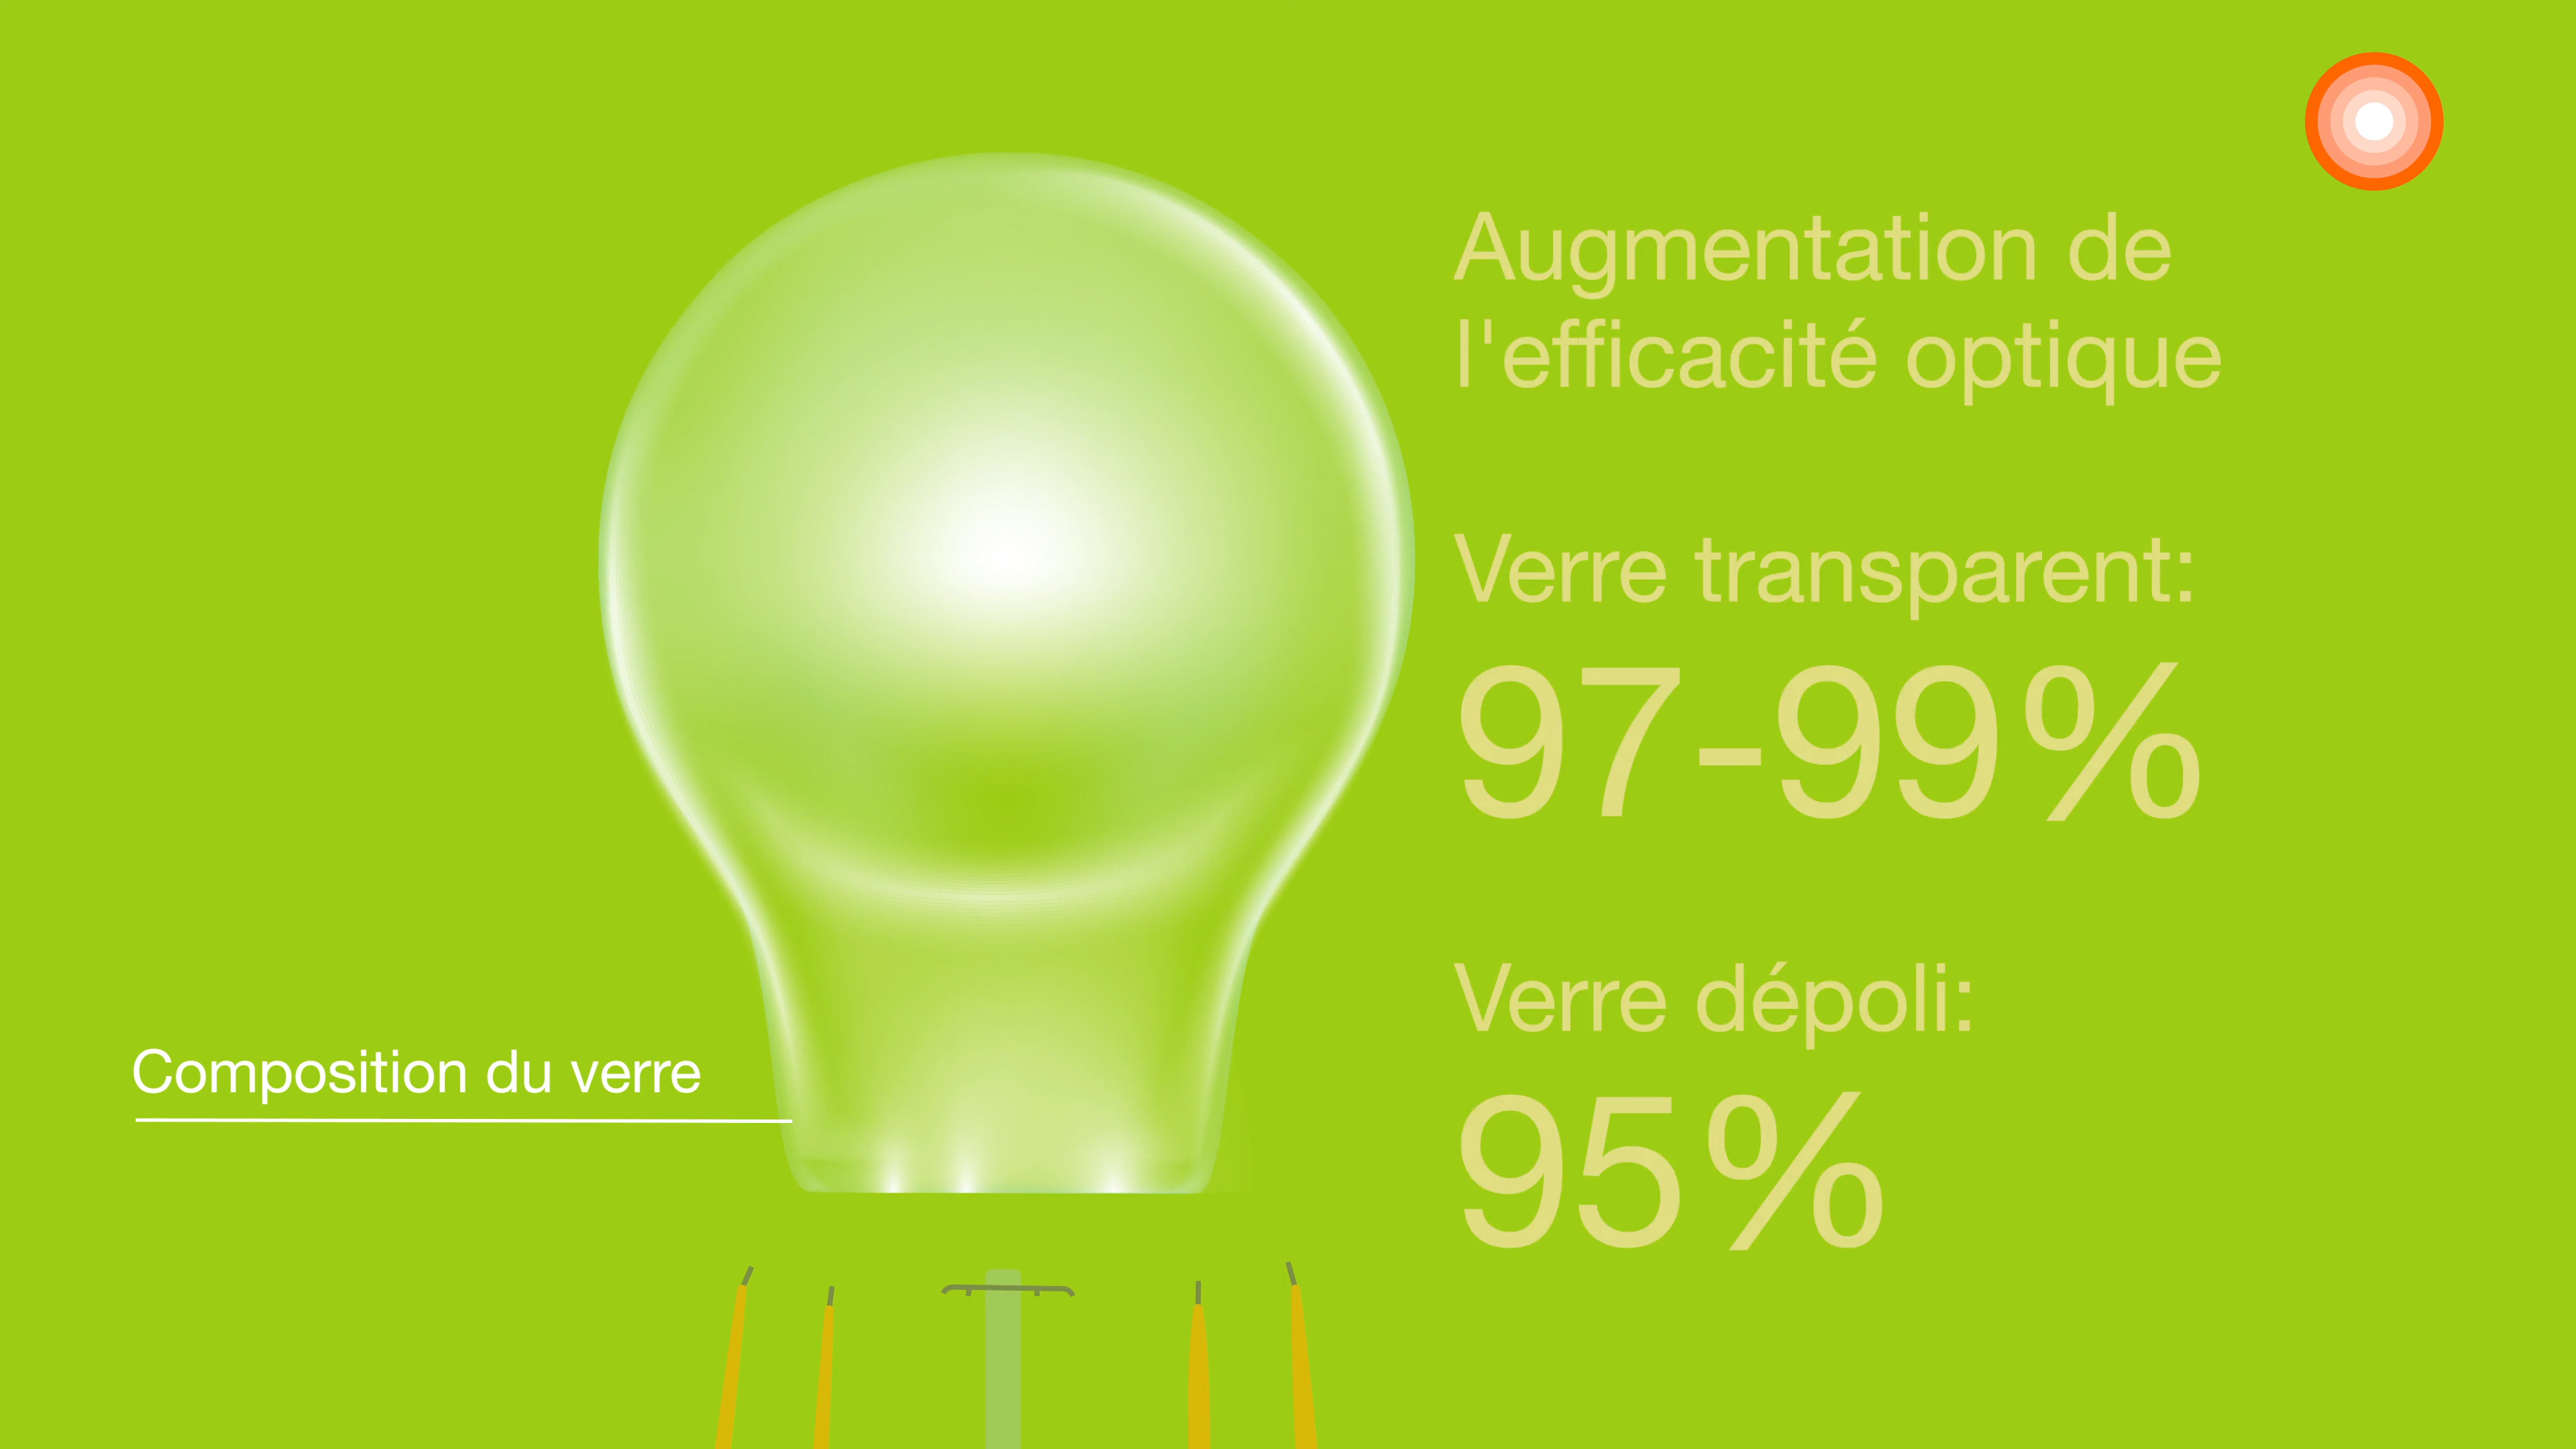 Augmentation de
l'efficacité optique
Verre transparent:
97-99%
Verre dépoli:
95%
Composition du verre